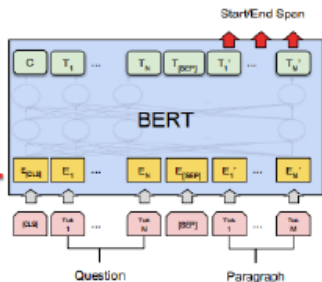 Start/End Span
C T1 ... TN T[SEP] T1' ... TM'
BERT
E[CLS] E1 ... EN E[SEP] E1' ... EM'
[CLS] Tok 1 ... Tok N [SEP] Tok 1 ... Tok M
Question Paragraph